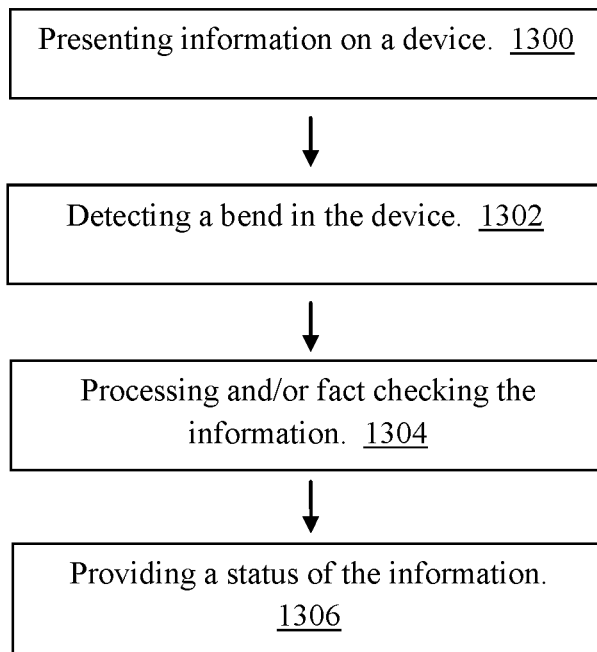 Presenting information on a device. 1300
Detecting a bend in the device. 1302
Processing and/or fact checking the
information. 1304
Providing a status of the information.
1306